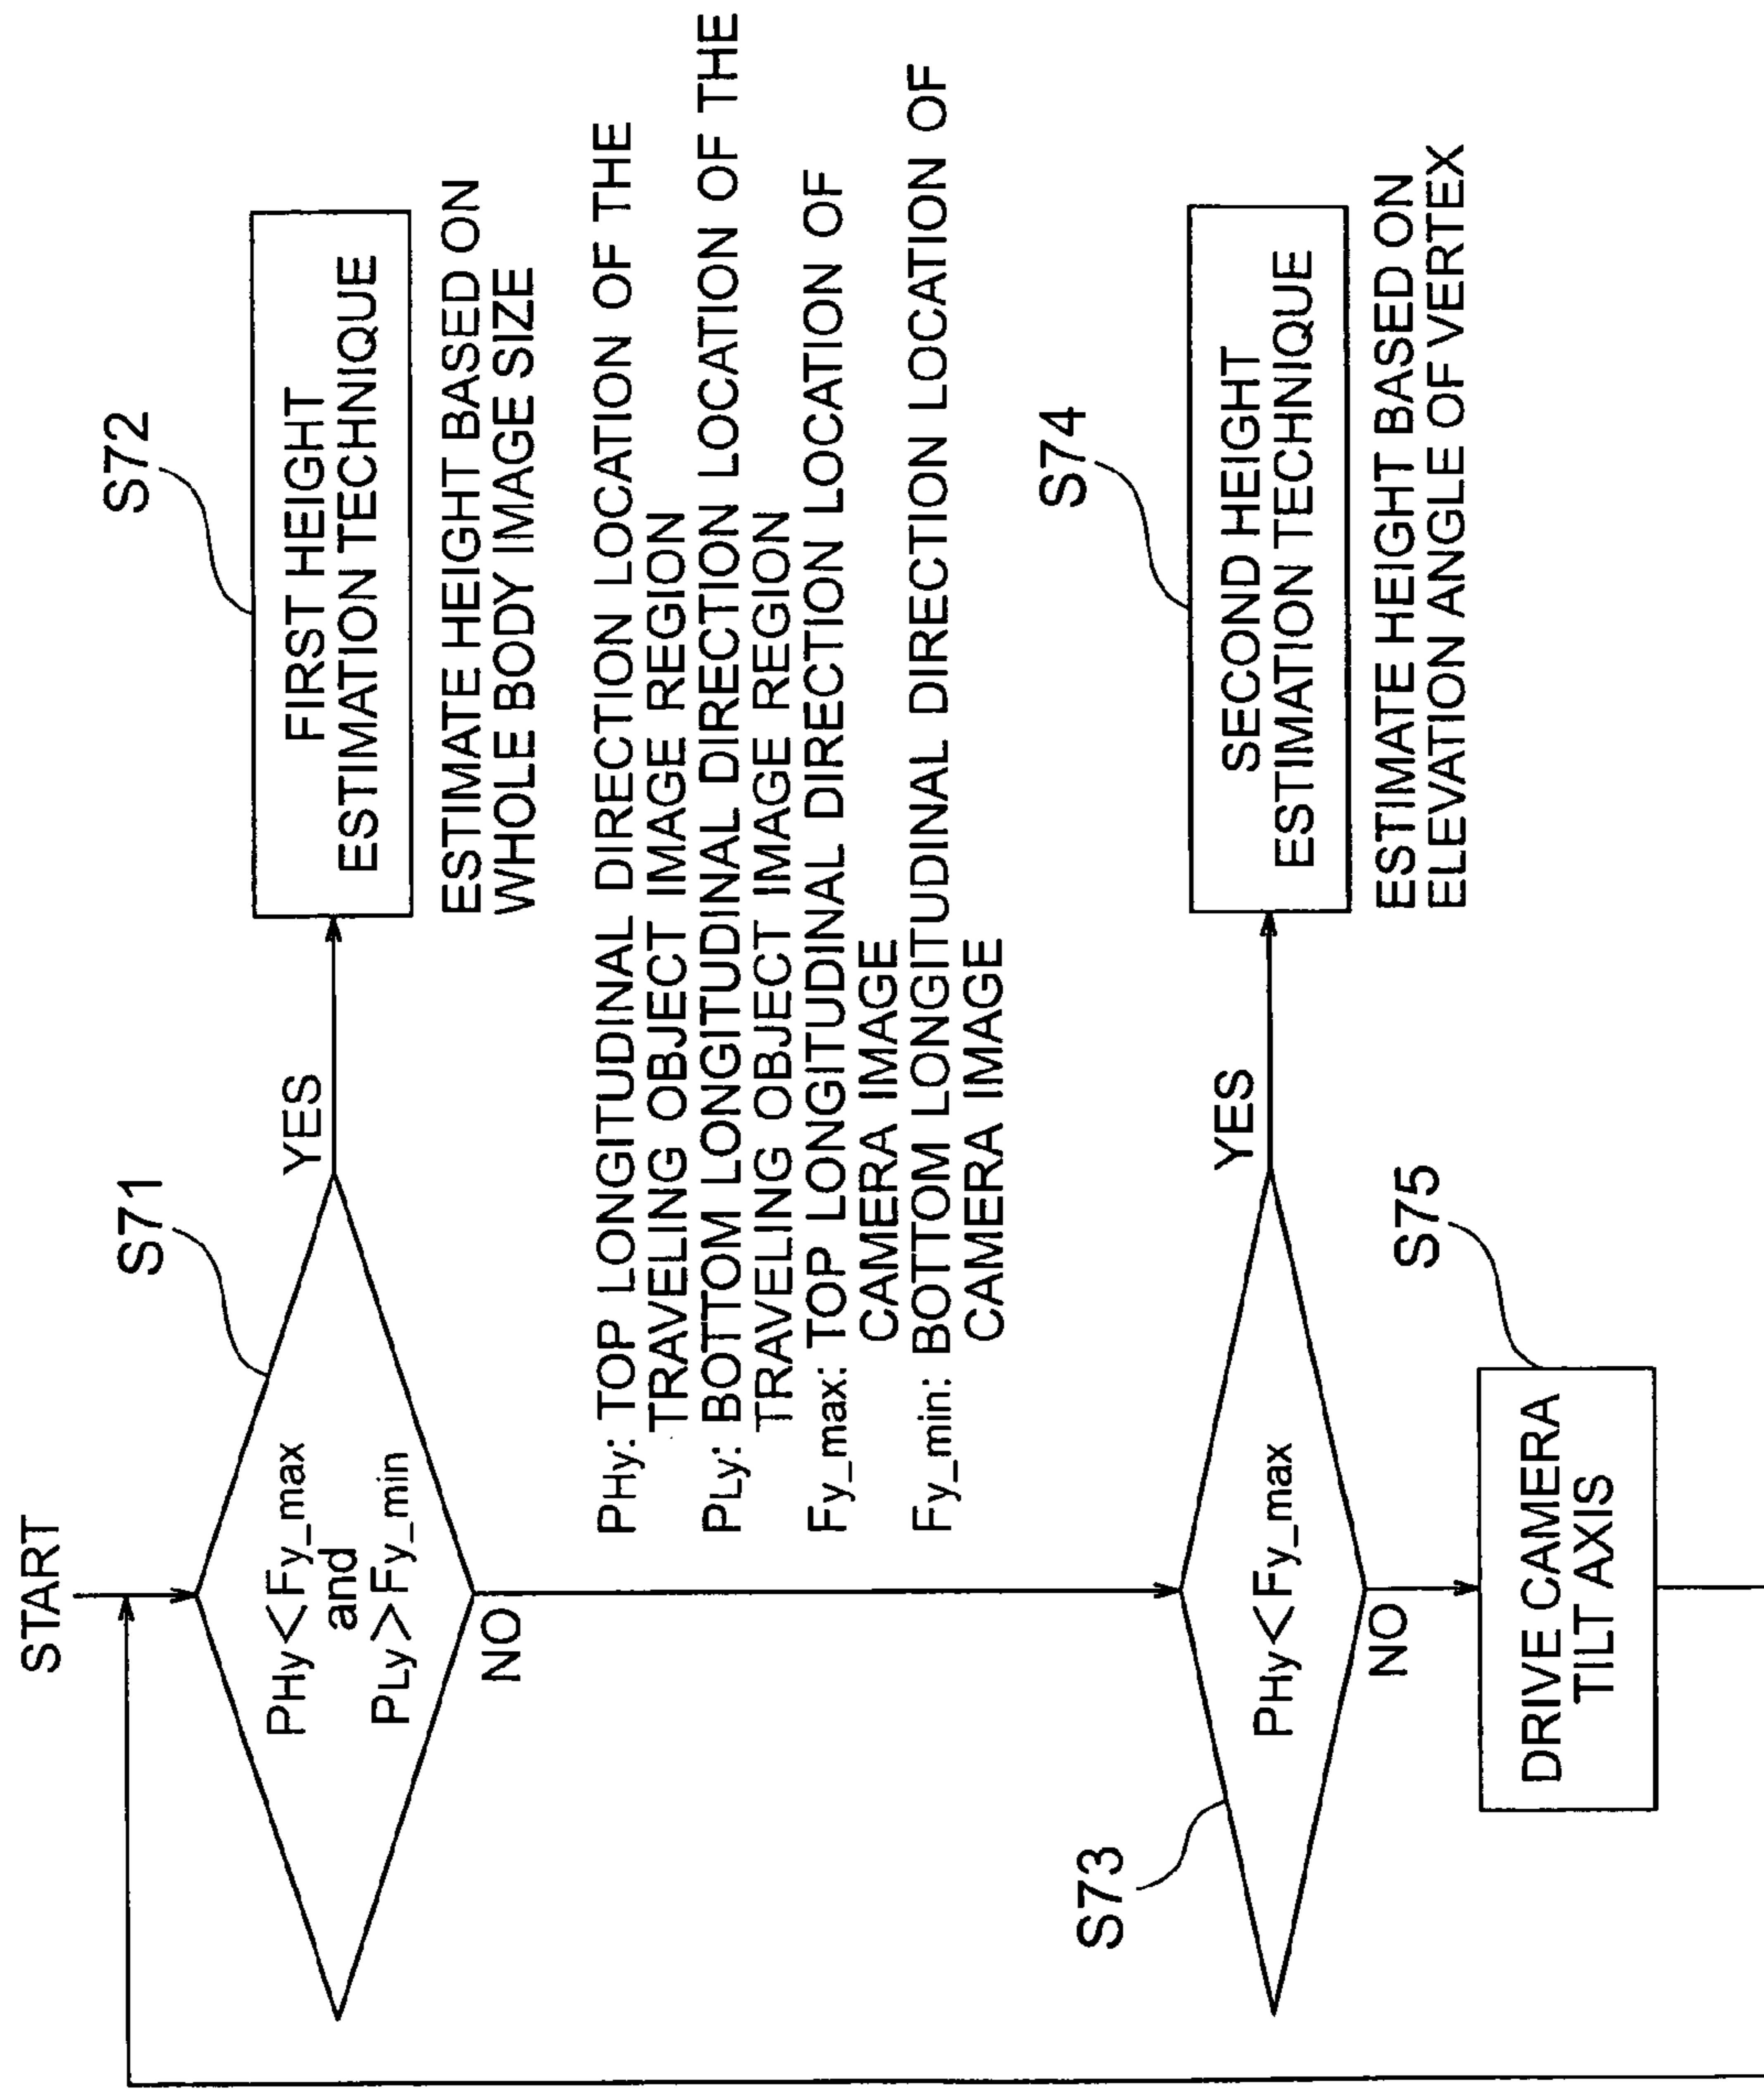 START
S71
PHy<Fy_max
and
PLy>Fy_min
YES
NO
S72
FIRST HEIGHT
ESTIMATION TECHNIQUE
ESTIMATE HEIGHT BASED ON
WHOLE BODY IMAGE SIZE
PHy: TOP LONGITUDINAL DIRECTION LOCATION OF THE
TRAVELING OBJECT IMAGE REGION
PLy: BOTTOM LONGITUDINAL DIRECTION LOCATION OF THE
TRAVELING OBJECT IMAGE REGION
Fy_max: TOP LONGITUDINAL DIRECTION LOCATION OF
CAMERA IMAGE
Fy_min: BOTTOM LONGITUDINAL DIRECTION LOCATION OF
CAMERA IMAGE
S73
PHy<Fy_max
YES
NO
S74
SECOND HEIGHT
ESTIMATION TECHNIQUE
ESTIMATE HEIGHT BASED ON
ELEVATION ANGLE OF VERTEX
S75
DRIVE CAMERA
TILT AXIS